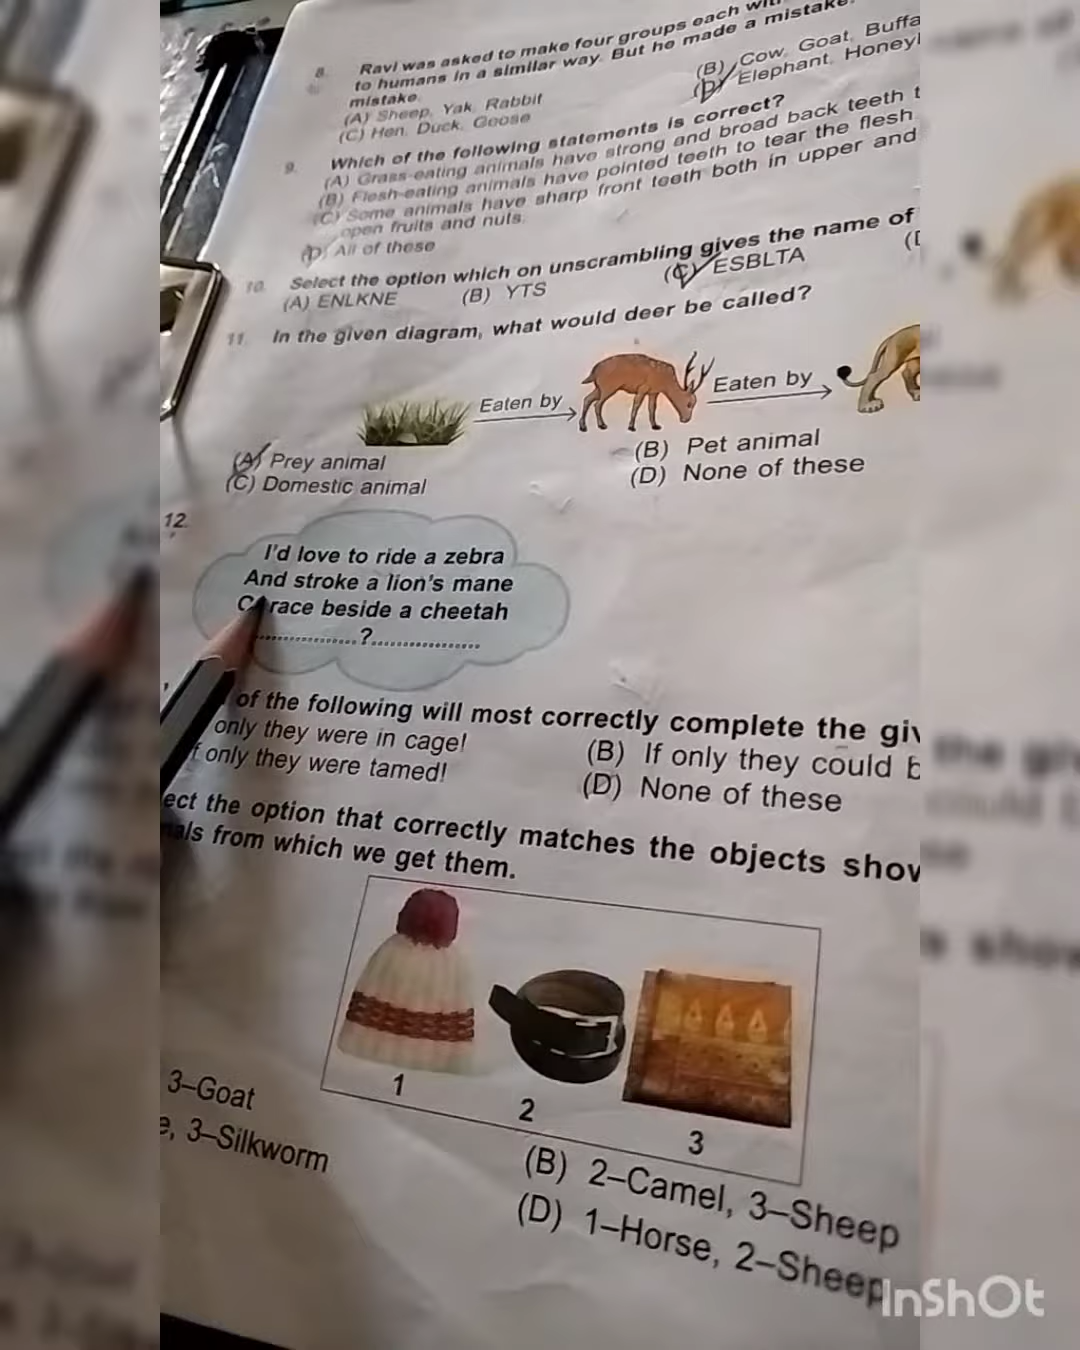 8. Ravi was asked to make four groups each
to humans in a similar way. But he made a mistake.
mistake.
(A) Sheep, Yak, Rabbit
(B) Cow, Goat, Buffa
(C) Hen, Duck, Goose
(D) Elephant, Honey
9. Which of the following statements is correct?
(A) Grass-eating animals have strong and broad back teeth t
(B) Flesh-eating animals have pointed teeth to tear the flesh
(C) Some animals have sharp front teeth both in upper and
open fruits and nuts.
(D) All of these
10. Select the option which on unscrambling gives the name of
(A) ENLKNE (B) YTS (C) ESBLTA
11. In the given diagram, what would deer be called?
Eaten by
Eaten by
(A) Prey animal (B) Pet animal
(C) Domestic animal (D) None of these
12.
I'd love to ride a zebra
And stroke a lion's mane
race beside a cheetah
..................?...................
of the following will most correctly complete the giv
only they were in cage! (B) If only they could b
f only they were tamed! (D) None of these
ect the option that correctly matches the objects show
als from which we get them.
1
2
3
3–Goat
(B) 2–Camel, 3–Sheep
e, 3–Silkworm
(D) 1–Horse, 2–Sheep
InShOt